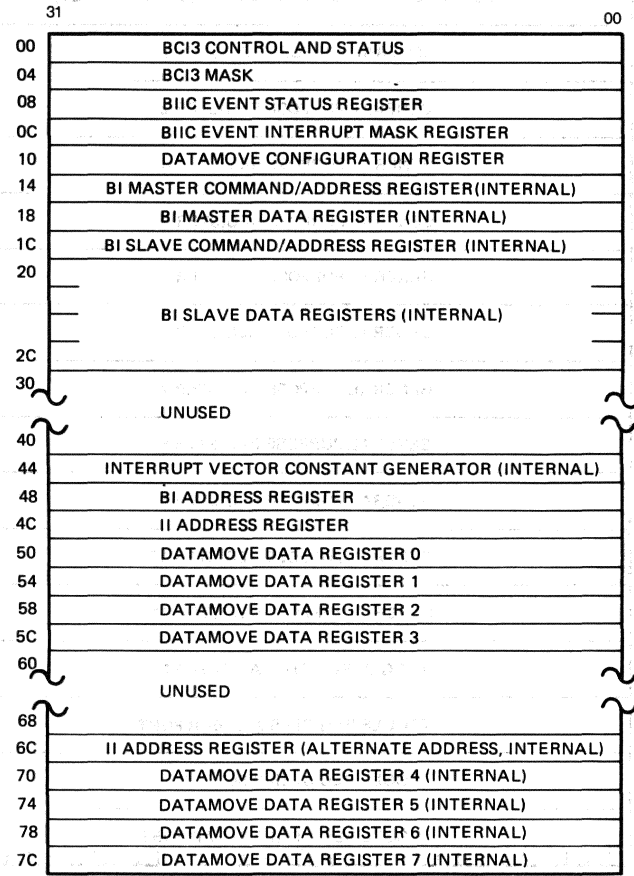 31 00
00 BCI3 CONTROL AND STATUS
04 BCI3 MASK
08 BIIC EVENT STATUS REGISTER
0C BIIC EVENT INTERRUPT MASK REGISTER
10 DATAMOVE CONFIGURATION REGISTER
14 BI MASTER COMMAND/ADDRESS REGISTER(INTERNAL)
18 BI MASTER DATA REGISTER (INTERNAL)
1C BI SLAVE COMMAND/ADDRESS REGISTER (INTERNAL)
20
BI SLAVE DATA REGISTERS (INTERNAL)
2C
30
UNUSED
40
44 INTERRUPT VECTOR CONSTANT GENERATOR (INTERNAL)
48 BI ADDRESS REGISTER
4C II ADDRESS REGISTER
50 DATAMOVE DATA REGISTER 0
54 DATAMOVE DATA REGISTER 1
58 DATAMOVE DATA REGISTER 2
5C DATAMOVE DATA REGISTER 3
60
UNUSED
68
6C II ADDRESS REGISTER (ALTERNATE ADDRESS, INTERNAL)
70 DATAMOVE DATA REGISTER 4 (INTERNAL)
74 DATAMOVE DATA REGISTER 5 (INTERNAL)
78 DATAMOVE DATA REGISTER 6 (INTERNAL)
7C DATAMOVE DATA REGISTER 7 (INTERNAL)